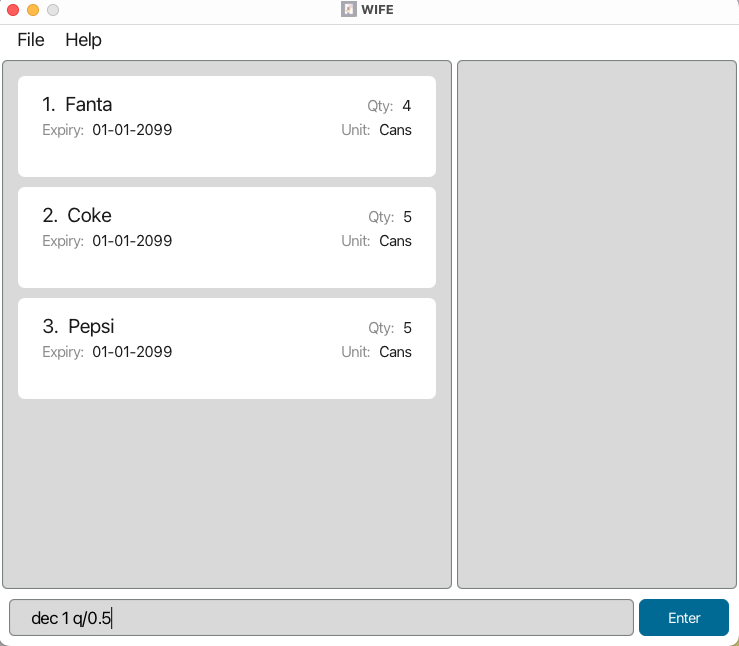 WIFE
File Help
1. Fanta Qty: 4
Expiry: 01-01-2099 Unit: Cans
2. Coke Qty: 5
Expiry: 01-01-2099 Unit: Cans
3. Pepsi Qty: 5
Expiry: 01-01-2099 Unit: Cans
dec 1 q/0.5 Enter